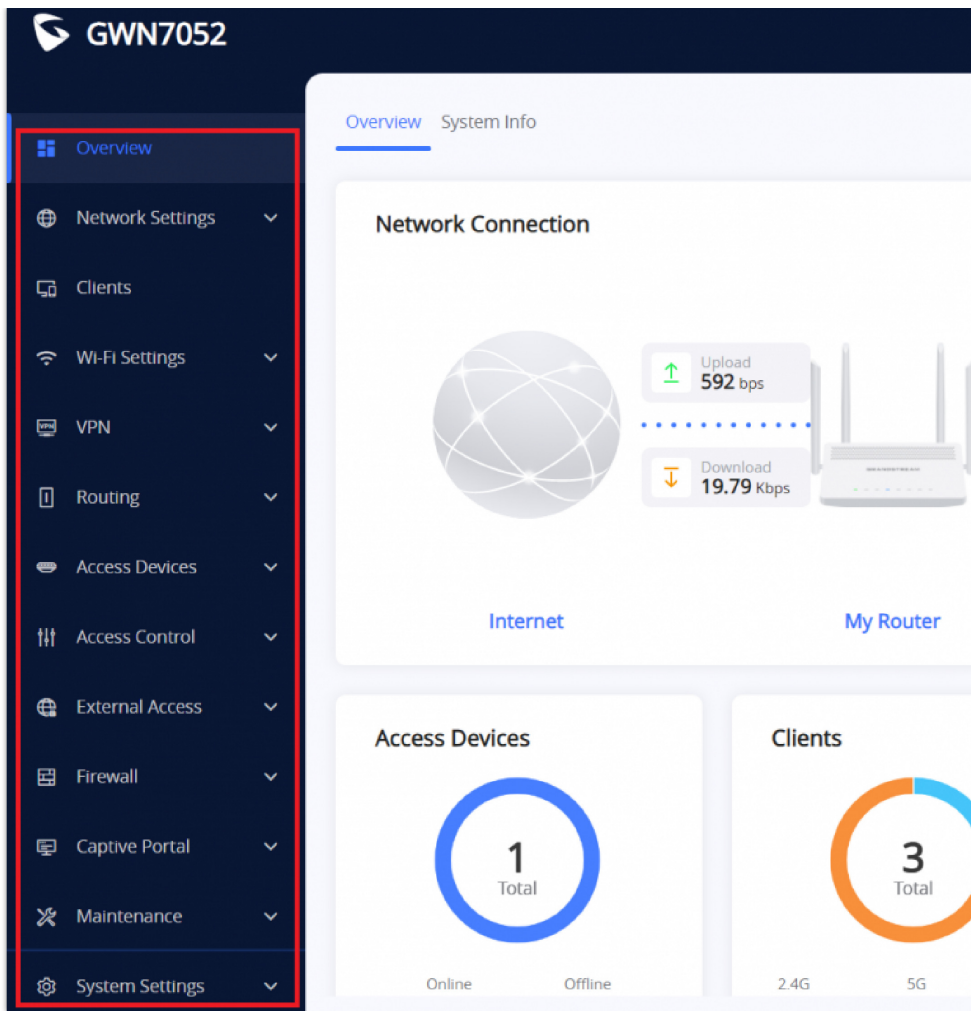 GWN7052
Overview
Network Settings
Clients
Wi-Fi Settings
VPN
VPN
Routing
Access Devices
Access Control
External Access
Firewall
Captive Portal
Maintenance
System Settings
Overview System Info
Network Connection
Upload
592 bps
Download
19.79 Kbps
Internet
My Router
Access Devices
1
Total
Online Offline
Clients
3
Total
2.4G 5G